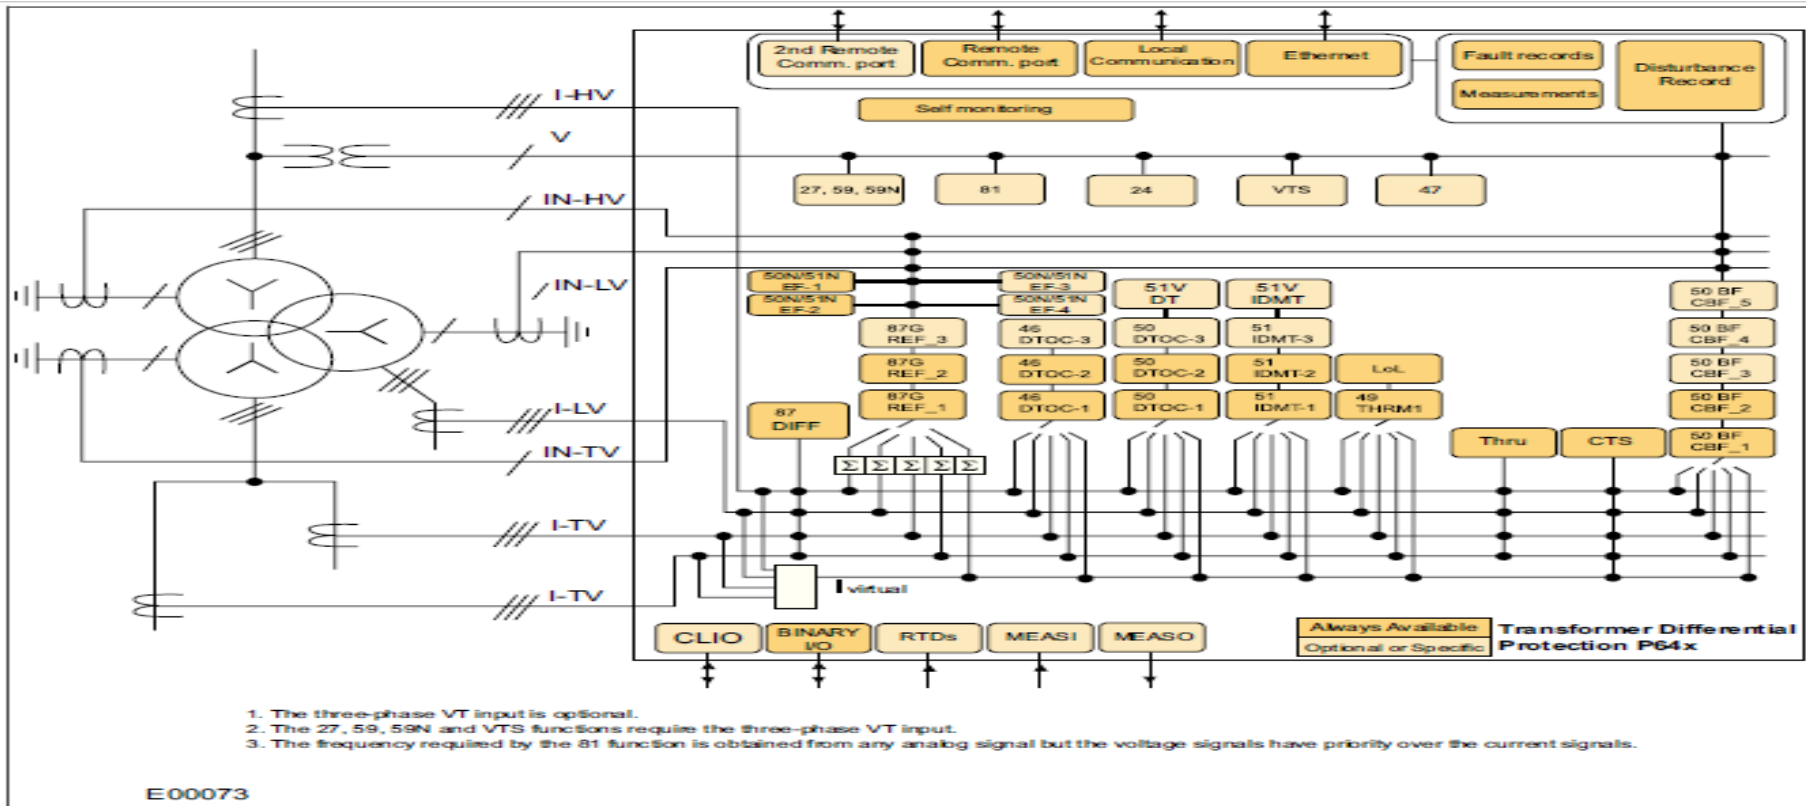 2nd Remote
Comm. port
Remote
Comm. port
Local
Communication
Ethernet
Fault records
Measurements
Disturbance
Record
Self monitoring
I-HV
V
27, 59, 59N
81
24
VTS
47
IN-HV
IN-LV
50N/51N
EF-1
50N/51N
EF-2
50N/51N
EF-3
50N/51N
EF-4
51V
DT
51V
IDMT
50 BF
CBF_5
87G
REF_3
46
DTOC-3
50
DTOC-3
51
IDMT-3
50 BF
CBF_4
87G
REF_2
46
DTOC-2
50
DTOC-2
51
IDMT-2
LoL
50 BF
CBF_3
87
DIFF
87G
REF_1
46
DTOC-1
50
DTOC-1
51
IDMT-1
49
THRM1
50 BF
CBF_2
I-LV
Thru
CTS
50 BF
CBF_1
IN-TV
Σ Σ Σ Σ Σ
I-TV
I virtual
I-TV
CLIO
BINARY
I/O
RTDs
MEASI
MEASO
Always Available
Optional or Specific
Transformer Differential
Protection P64x
1. The three-phase VT input is optional.
2. The 27, 59, 59N and VTS functions require the three-phase VT input.
3. The frequency required by the 81 function is obtained from any analog signal but the voltage signals have priority over the current signals.
E00073